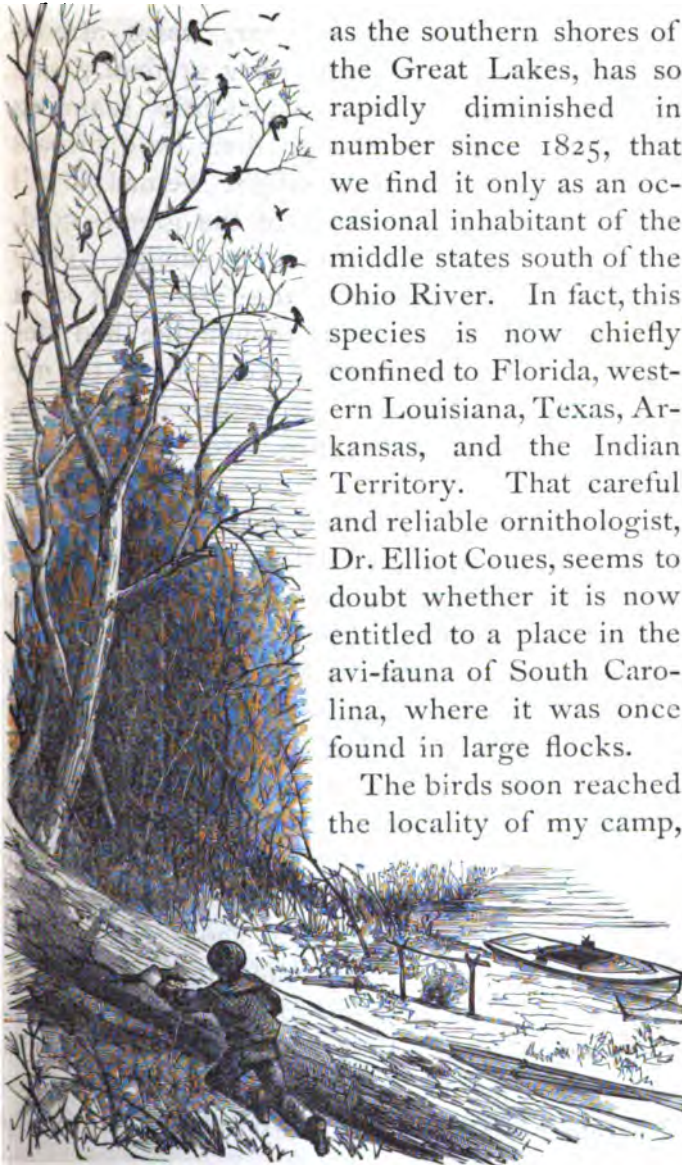 as the southern shores of
the Great Lakes, has so
rapidly diminished in
number since 1825, that
we find it only as an oc-
casional inhabitant of the
middle states south of the
Ohio River. In fact, this
species is now chiefly
confined to Florida, west-
ern Louisiana, Texas, Ar-
kansas, and the Indian
Territory. That careful
and reliable ornithologist,
Dr. Elliot Coues, seems to
doubt whether it is now
entitled to a place in the
avi-fauna of South Caro-
lina, where it was once
found in large flocks.
The birds soon reached
the locality of my camp,